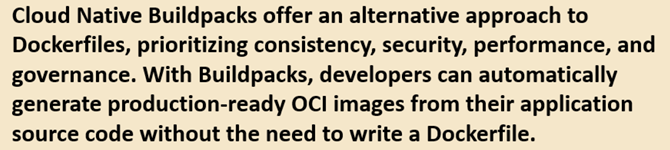 Cloud Native Buildpacks offer an alternative approach to
Dockerfiles, prioritizing consistency, security, performance, and
governance. With Buildpacks, developers can automatically
generate production-ready OCI images from their application
source code without the need to write a Dockerfile.